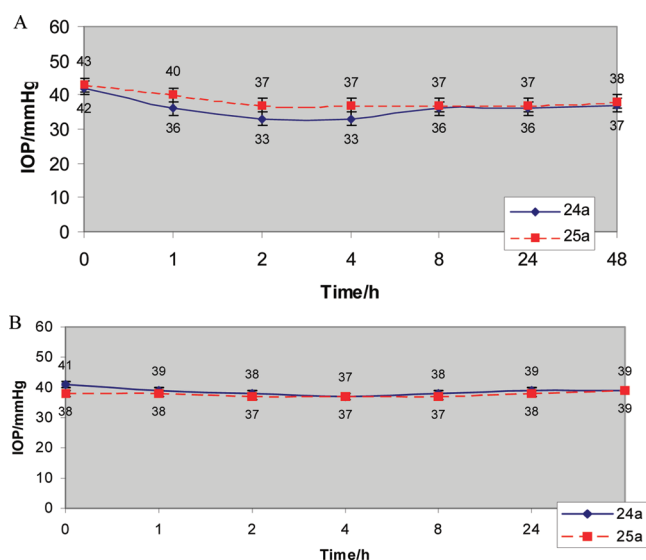 A
60
50
40
30
20
10
0
IOP/mmHg
43 40 37 37 37 37 38
42 36 33 33 36 36 37
24a
25a
0 1 2 4 8 24 48
Time/h
B
60
50
40
30
20
10
0
IOP/mmHg
41 39 38 37 38 39 39
38 38 37 37 37 38 39
0 1 2 4 8 24
24a
25a
Time/h